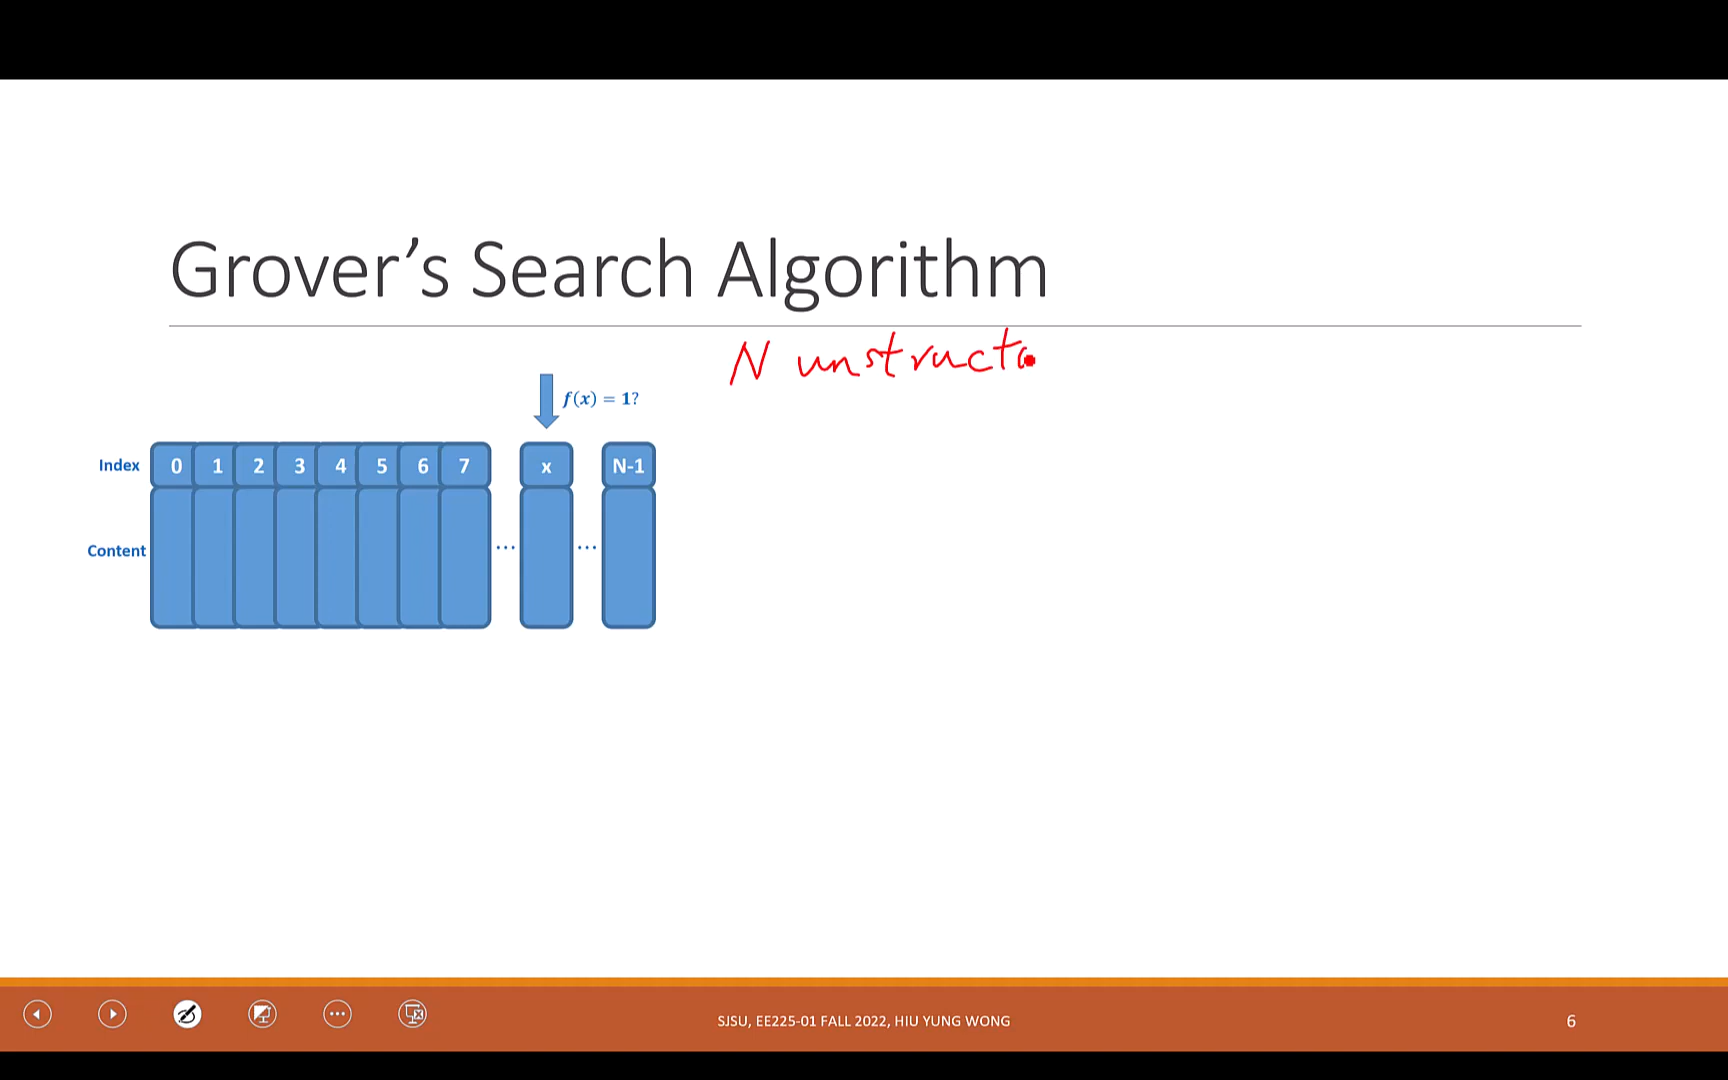 Grover’s Search Algorithm
N unstructu
f(x) = 1?
Index 0 1 2 3 4 5 6 7 x N-1
Content ... ...
SJSU, EE225-01 FALL 2022, HIU YUNG WONG
6